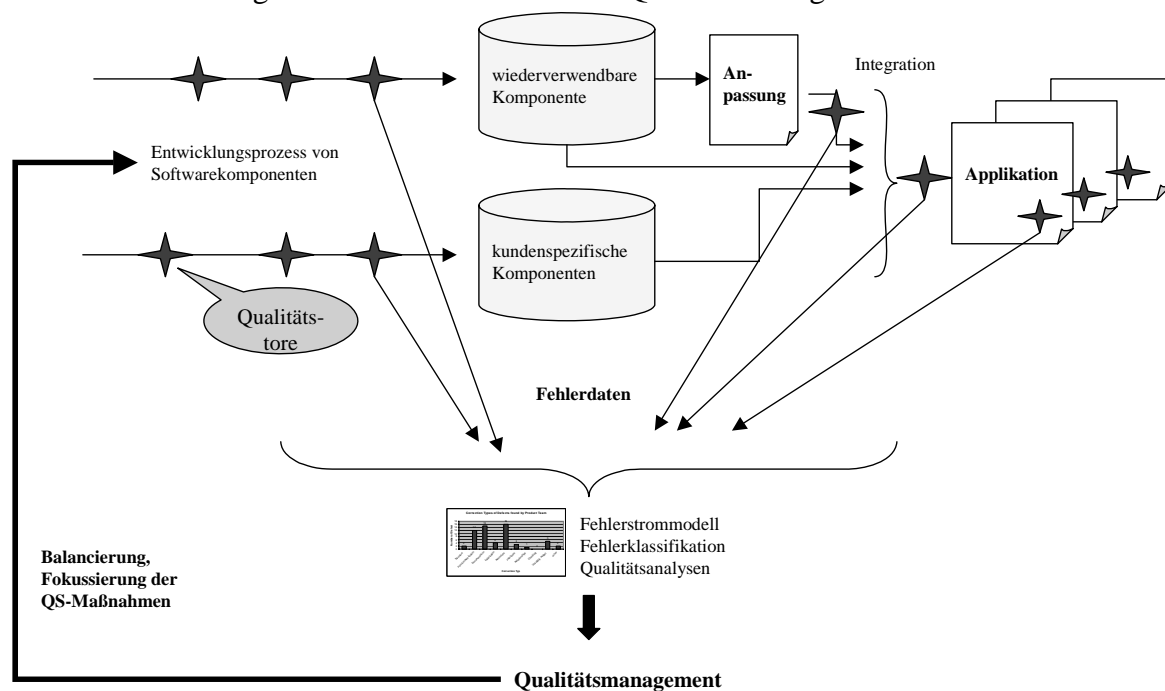 wiederverwendbare
Komponente
An-
passung
Integration
Entwicklungsprozess von
Softwarekomponenten
Applikation
kundenspezifische
Komponenten
Qualitäts-
tore
Fehlerdaten
Fehlerstrommodell
Fehlerklassifikation
Qualitätsanalysen
Balancierung,
Fokussierung der
QS-Maßnahmen
Qualitätsmanagement